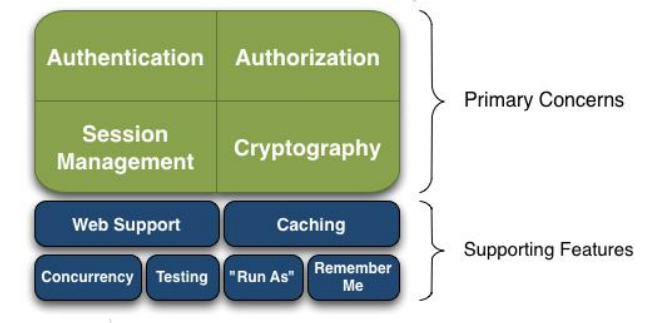 Authentication
Authorization
Primary Concerns
Session
Management
Cryptography
Web Support
Caching
Supporting Features
Concurrency
Testing
"Run As"
Remember
Me